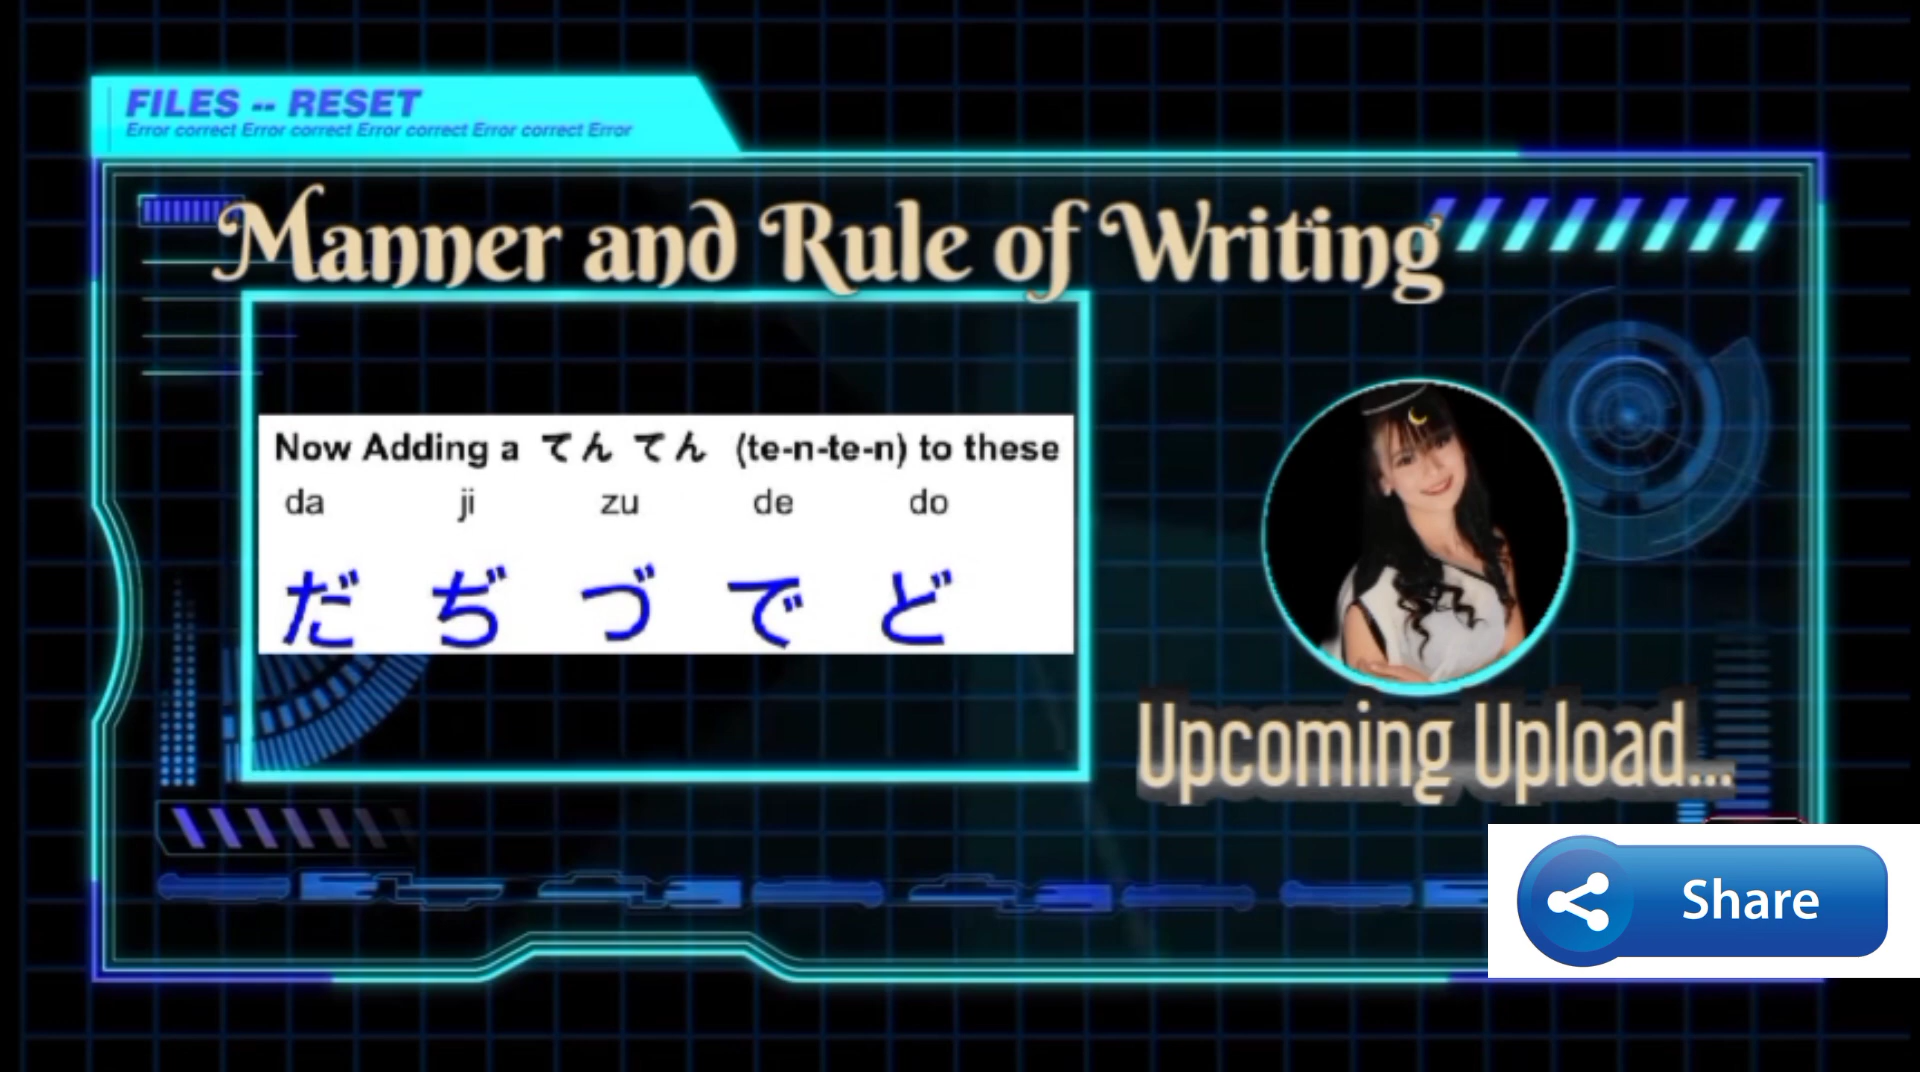 FILES -- RESET
Error correct Error correct Error correct Error correct Error
Manner and Rule of Writing
Now Adding a てん てん (te-n-te-n) to these
da ji zu de do
だ ぢ づ で ど
Upcoming Upload...
Share